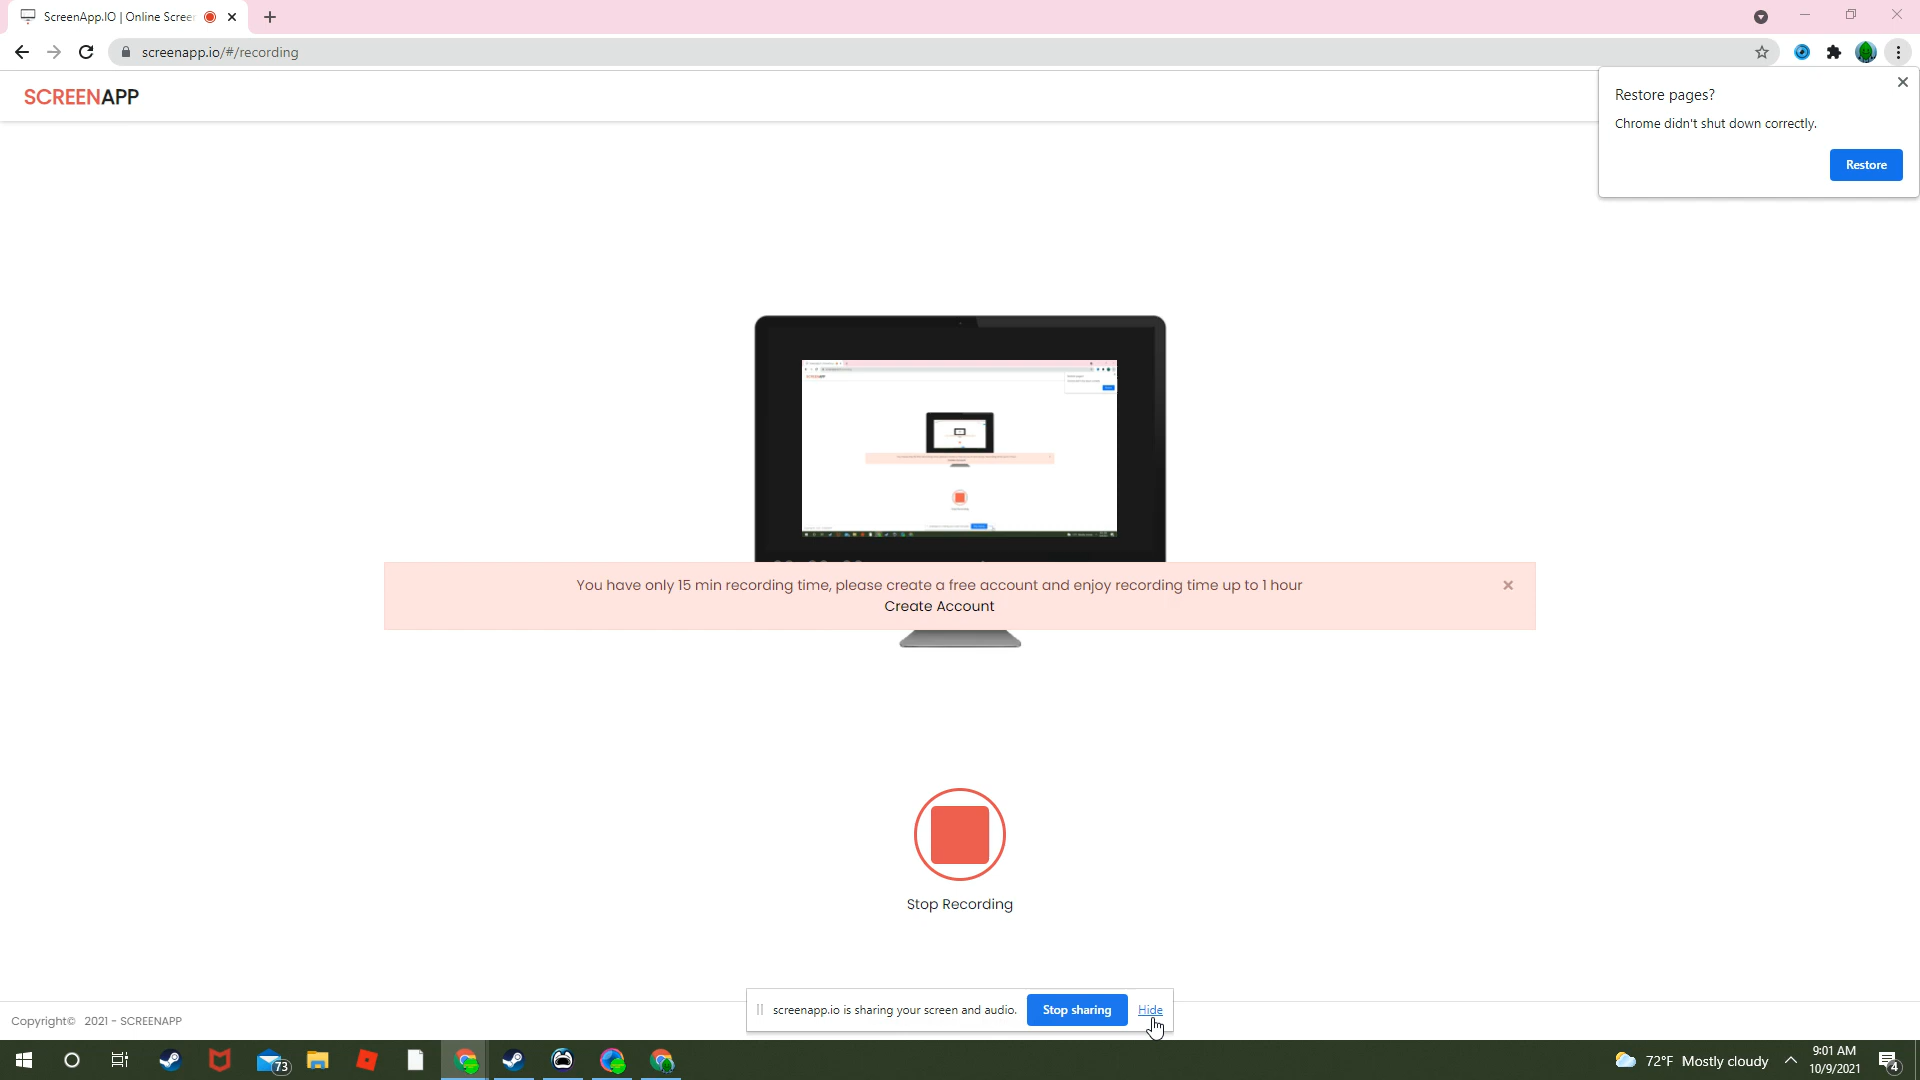 ScreenApp.IO | Online Screen
screenapp.io/#/recording
SCREENAPP
Restore pages?
Chrome didn't shut down correctly.
Restore
You have only 15 min recording time, please create a free account and enjoy recording time up to 1 hour
Create Account
Stop Recording
screenapp.io is sharing your screen and audio. Stop sharing Hide
Copyright© 2021 - SCREENAPP
73
72°F Mostly cloudy
9:01 AM
10/9/2021
4